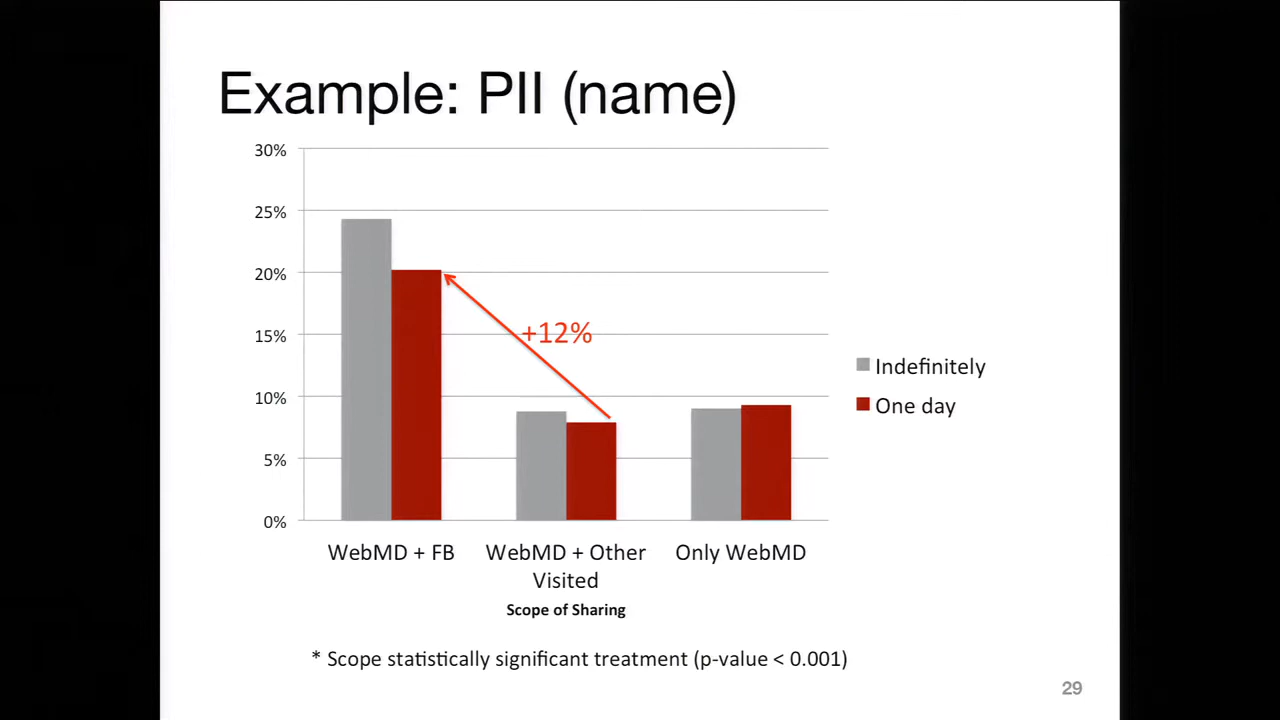 Example: PII (name)
30%
25%
20%
15%
10%
5%
0%
+12%
Indefinitely
One day
WebMD + FB
WebMD + Other
Visited
Only WebMD
Scope of Sharing
* Scope statistically significant treatment (p-value < 0.001)
29